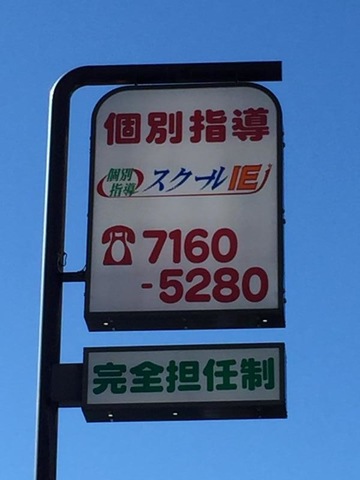 個別指導
個別
指導
スクールIE
☎7160
-5280
完全担任制